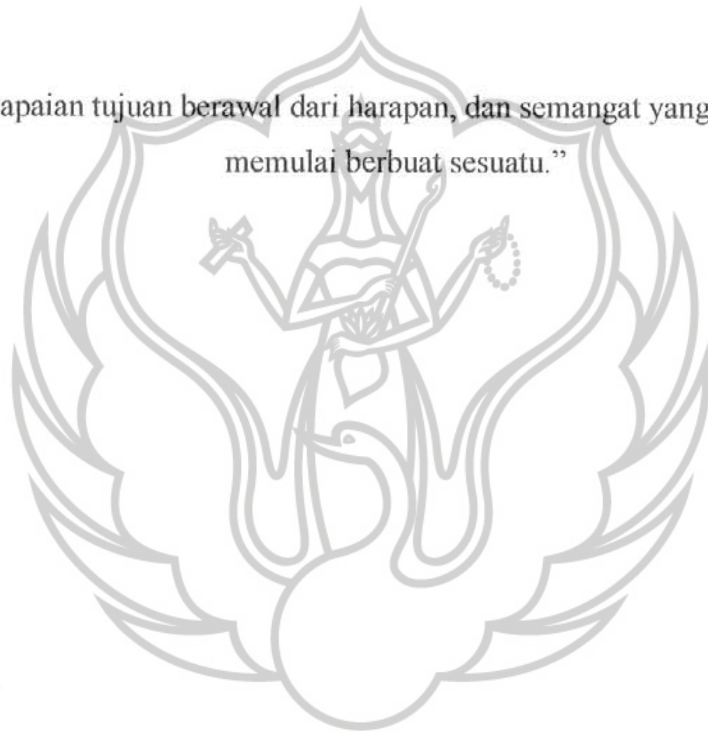 apaian tujuan berawal dari harapan, dan semangat yang
memulai berbuat sesuatu.”